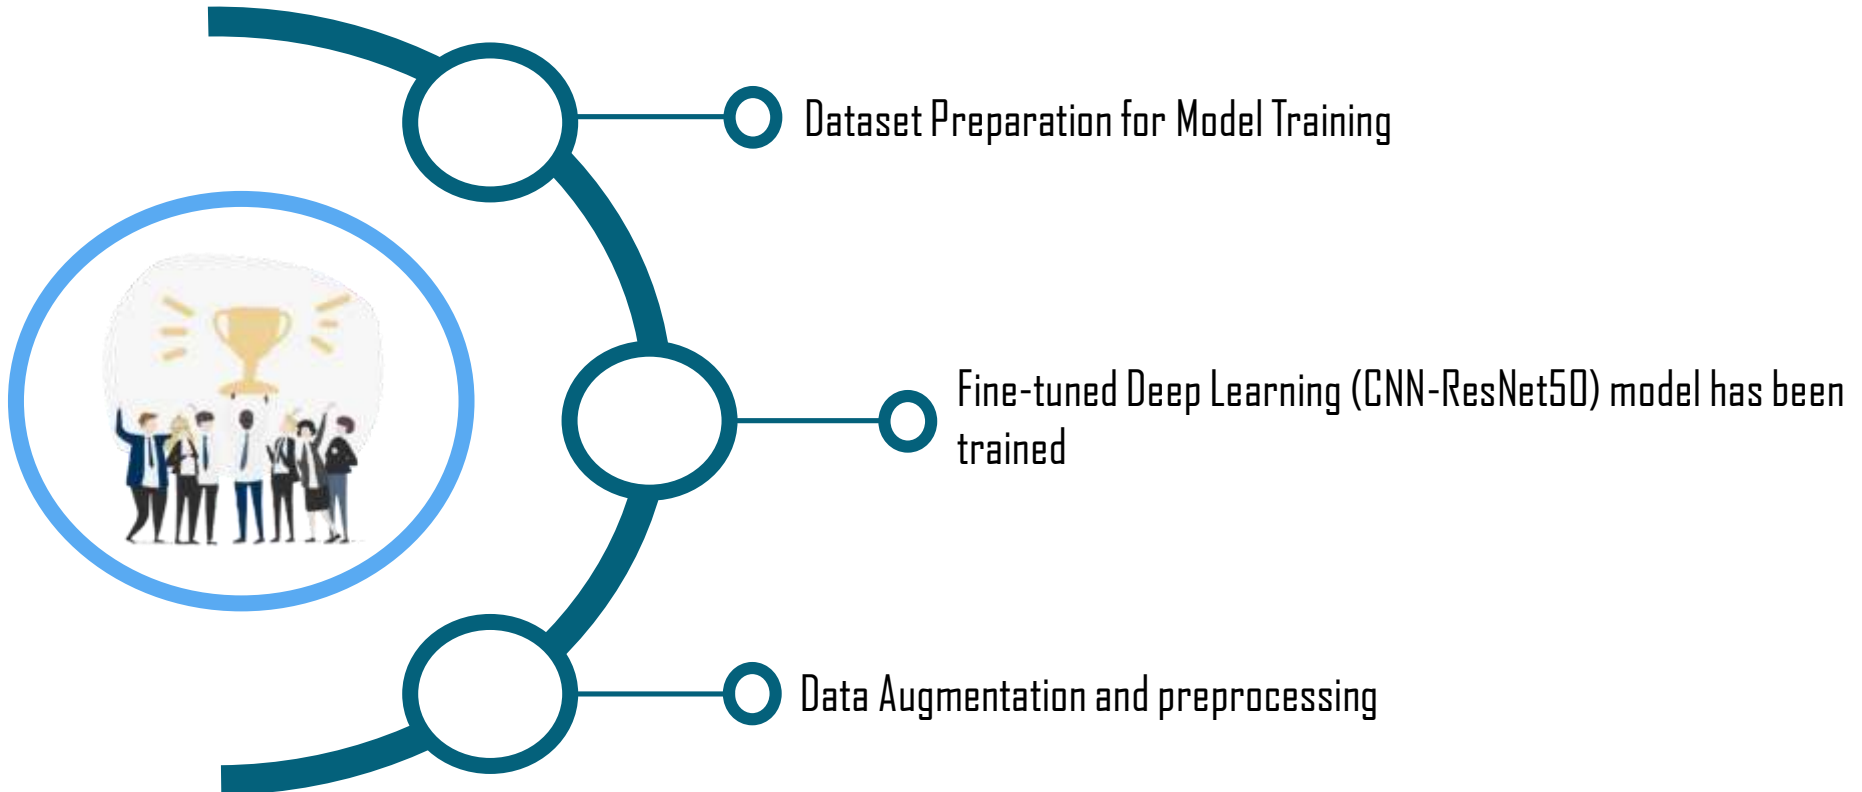 Dataset Preparation for Model Training
Fine-tuned Deep Learning (CNN-ResNet50) model has been
trained
Data Augmentation and preprocessing